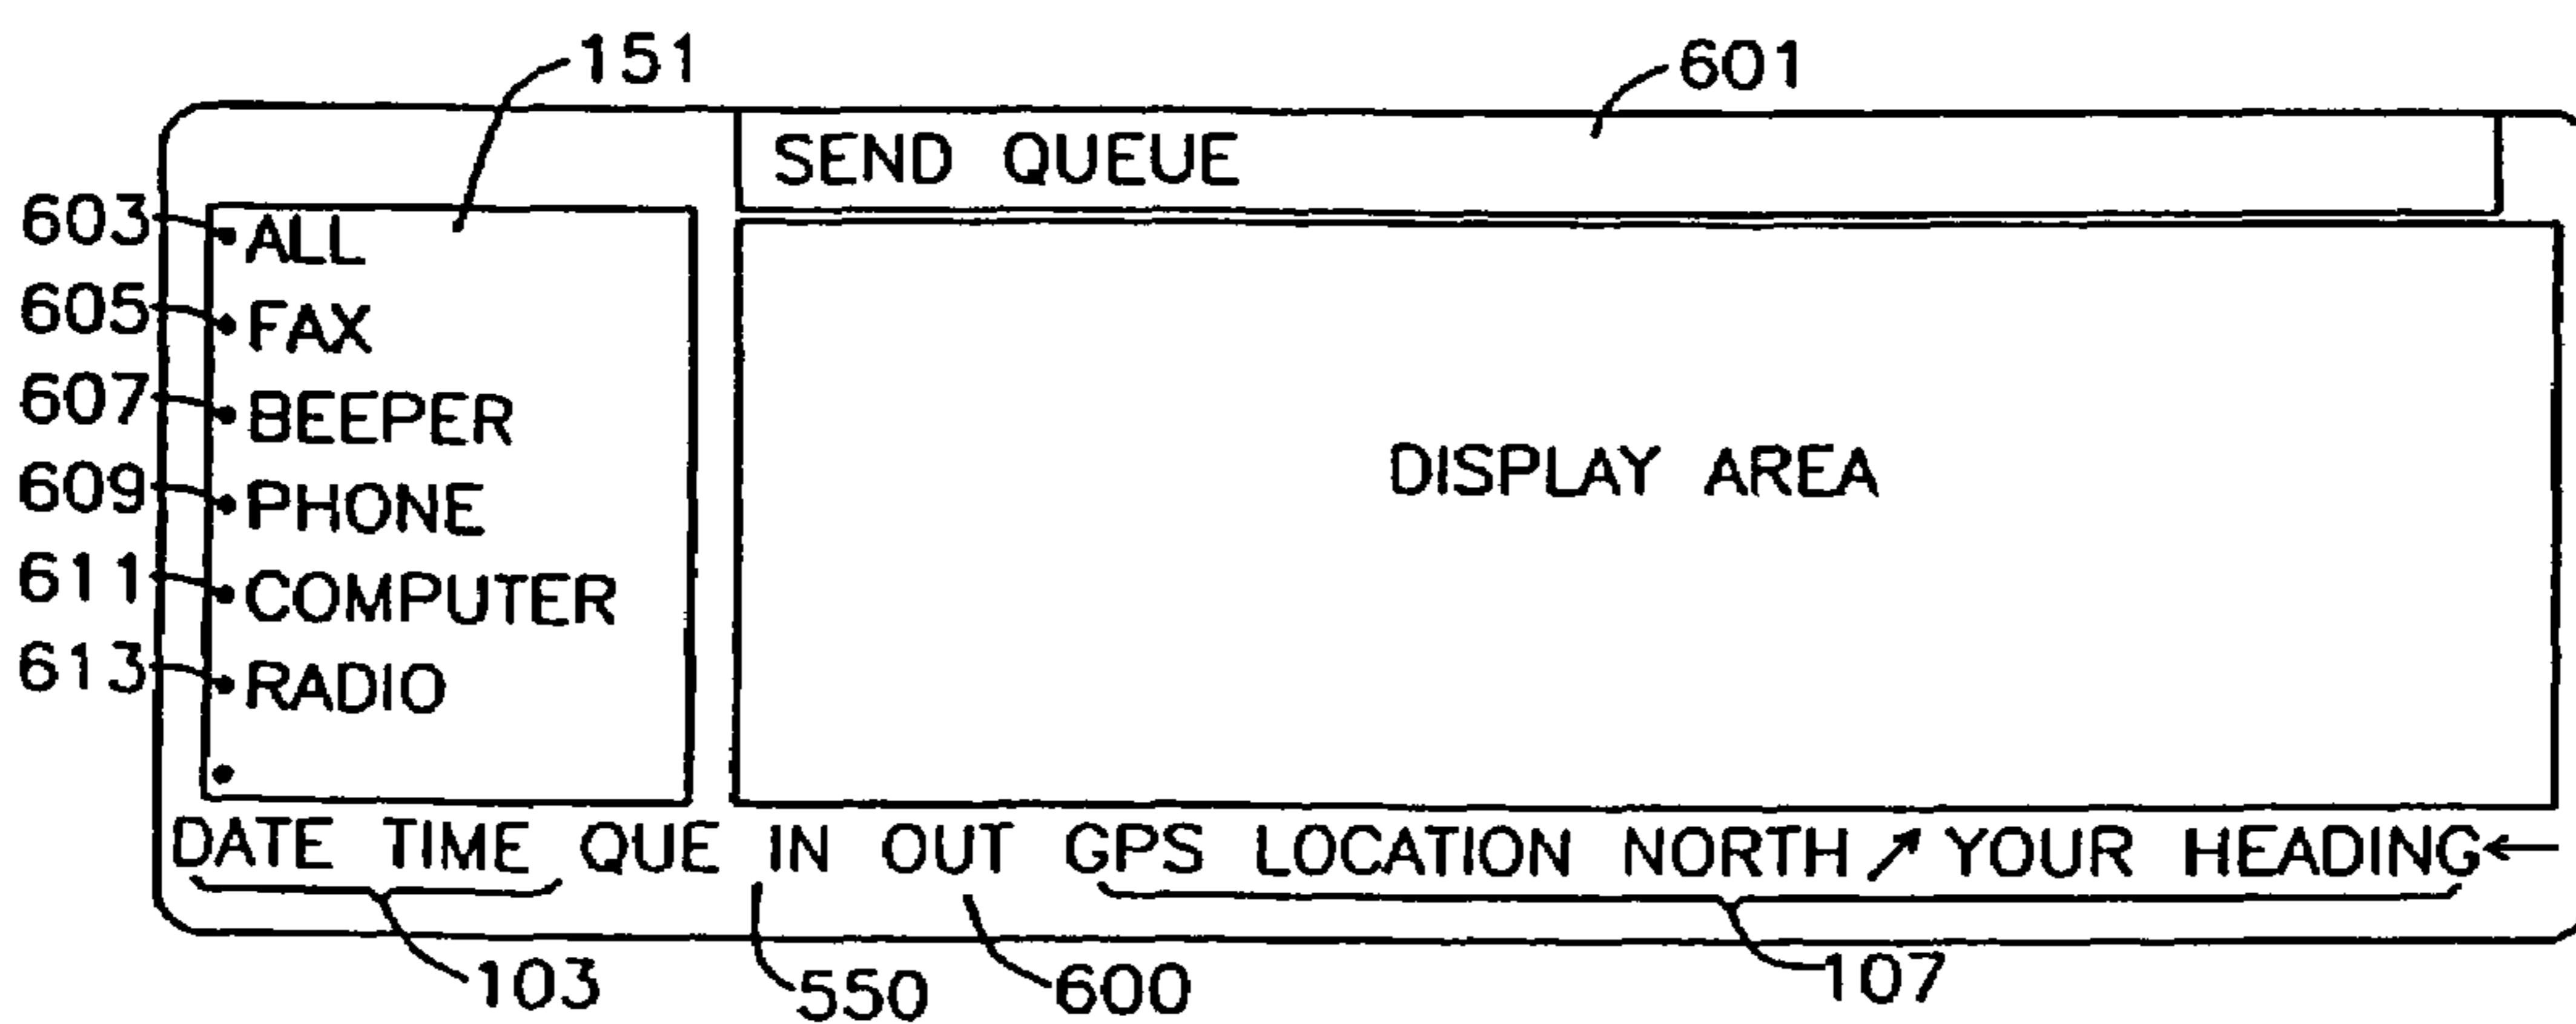 151
601
SEND QUEUE
603 • ALL
605 • FAX
607 • BEEPER
609 • PHONE
611 • COMPUTER
613 • RADIO
•
DISPLAY AREA
DATE TIME QUE IN OUT GPS LOCATION NORTH ↗ YOUR HEADING ←
103
550
600
107